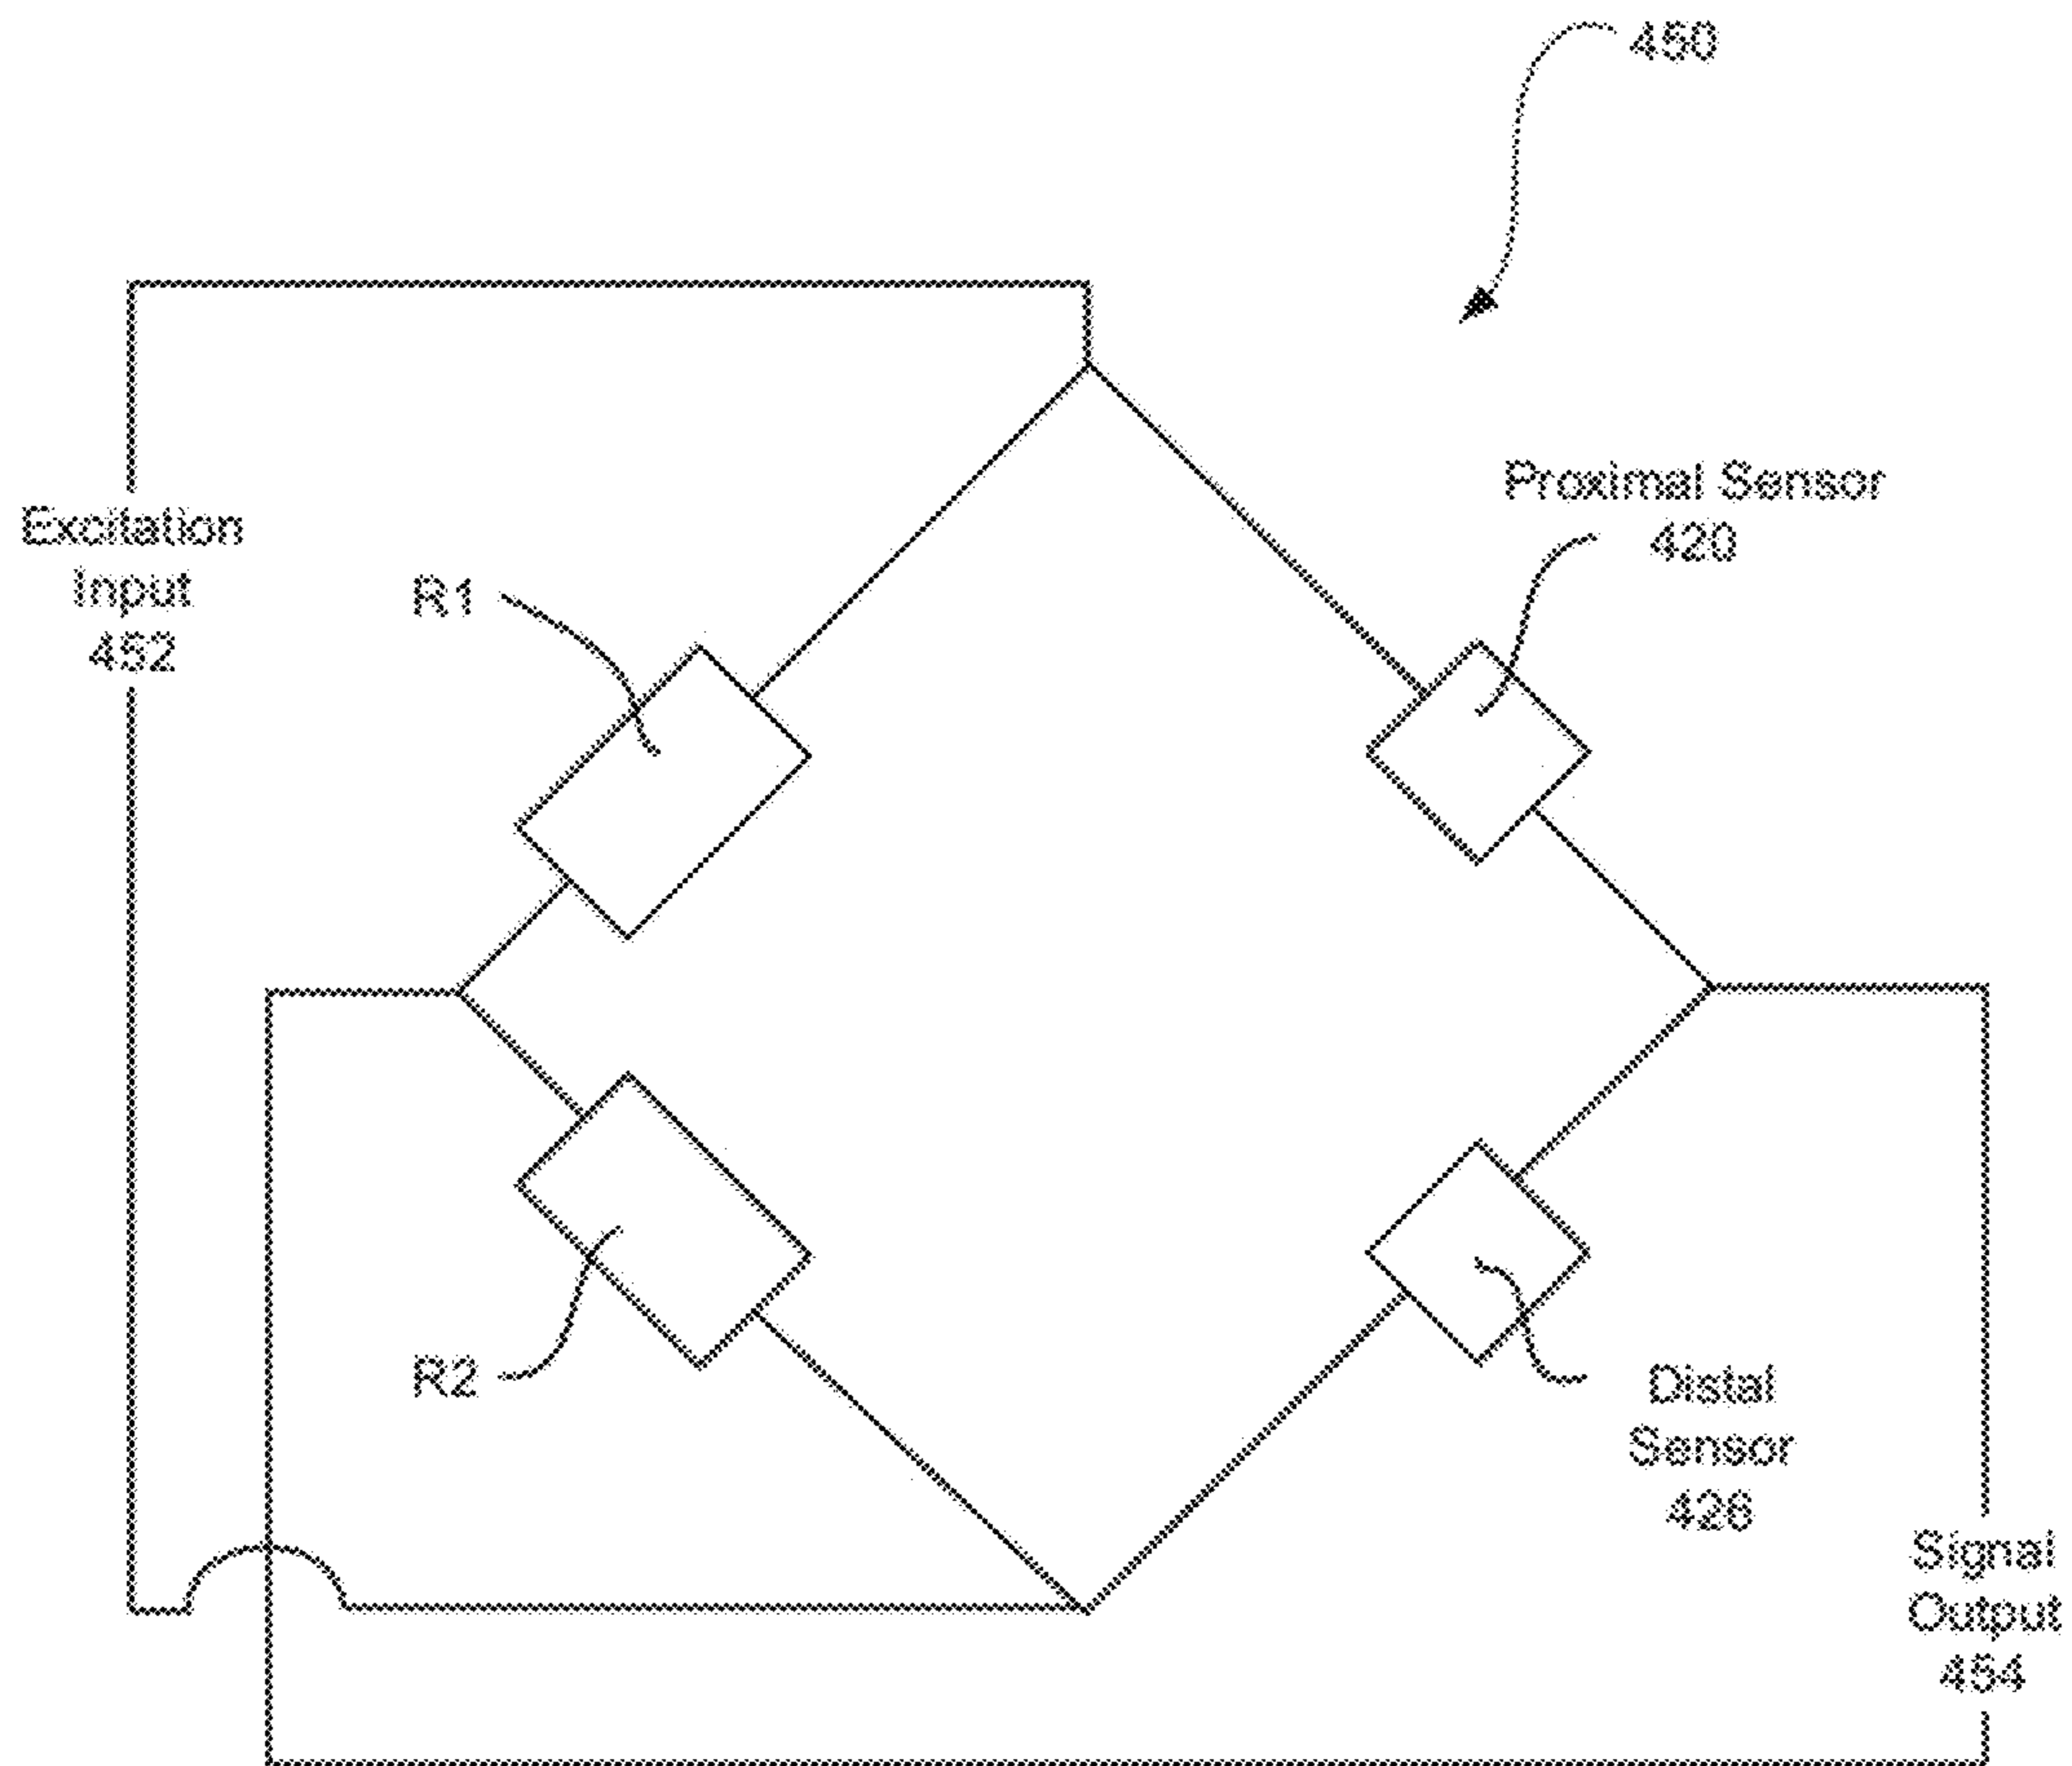 450
Proximal Sensor
420
Excitation
Input
452
R1
R2
Distal
Sensor
426
Signal
Output
454